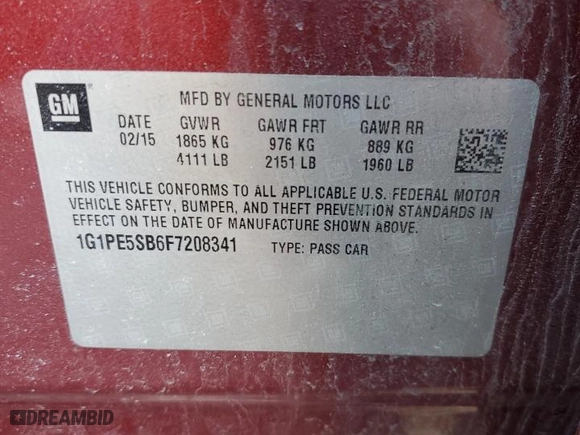 GM
MFD BY GENERAL MOTORS LLC
DATE GVWR GAWR FRT GAWR RR
02/15 1865 KG 976 KG 889 KG
4111 LB 2151 LB 1960 LB
THIS VEHICLE CONFORMS TO ALL APPLICABLE U.S. FEDERAL MOTOR
VEHICLE SAFETY, BUMPER, AND THEFT PREVENTION STANDARDS IN
EFFECT ON THE DATE OF MANUFACTURE SHOWN ABOVE.
1G1PE5SB6F7208341 TYPE: PASS CAR
DREAMBID